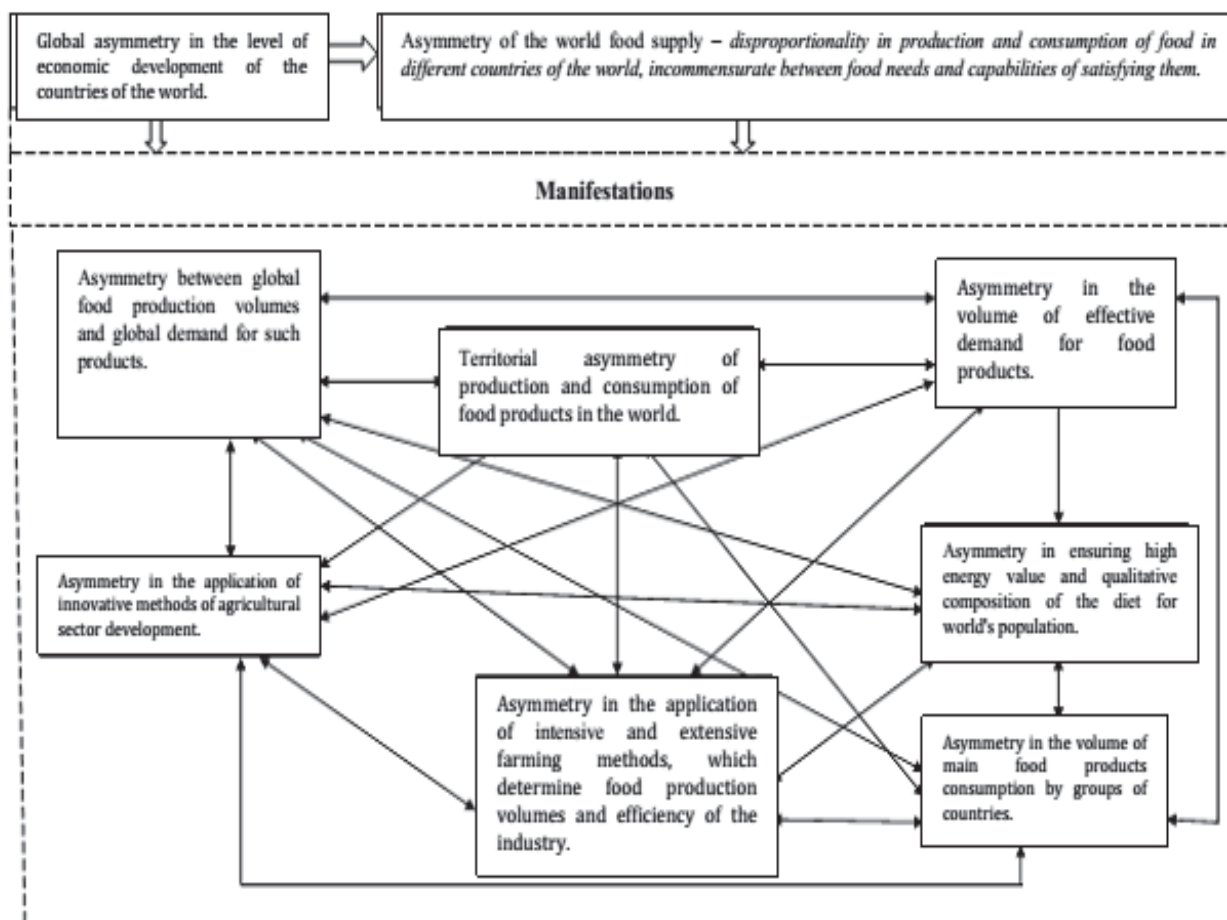 Global asymmetry in the level of
economic development of the
countries of the world.
Asymmetry of the world food supply – disproportionality in production and consumption of food in
different countries of the world, incommensurate between food needs and capabilities of satisfying them.
Manifestations
Asymmetry between global
food production volumes
and global demand for such
products.
Territorial asymmetry of
production and consumption of
food products in the world.
Asymmetry in the
volume of effective
demand for food
products.
Asymmetry in the application of
innovative methods of agricultural
sector development.
Asymmetry in ensuring high
energy value and qualitative
composition of the diet for
world's population.
Asymmetry in the application
of intensive and extensive
farming methods, which
determine food production
volumes and efficiency of the
industry.
Asymmetry in the volume of
main food products
consumption by groups of
countries.